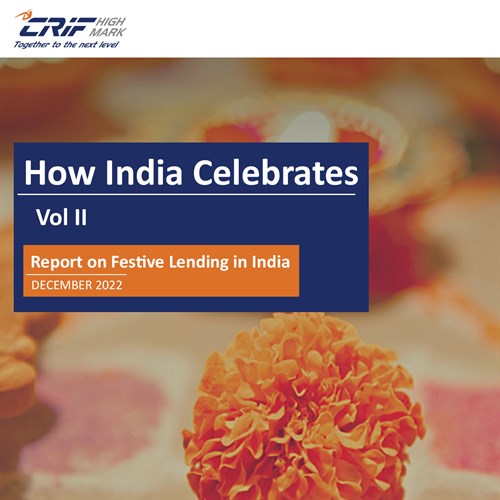 CRIF HIGH
MARK
Together to the next level
How India Celebrates
Vol II
Report on Festive Lending in India
DECEMBER 2022